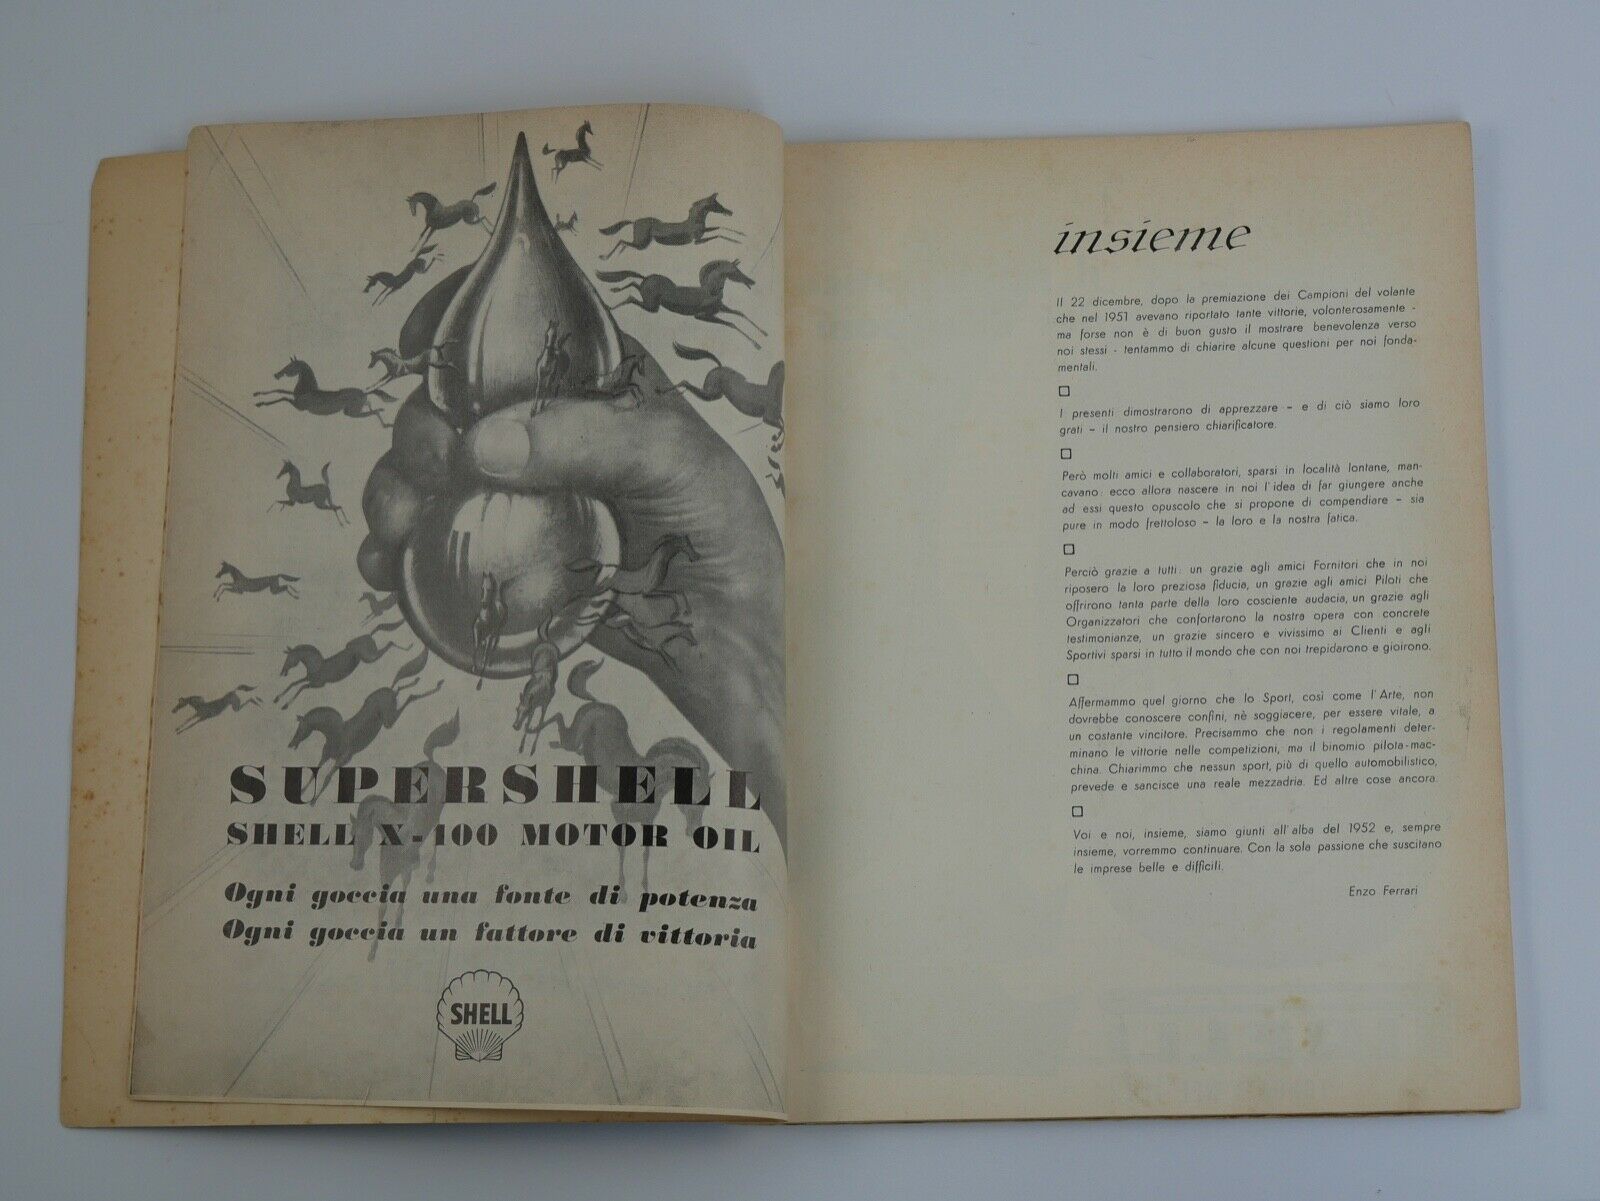 SUPERSHELL
SHELL X-100 MOTOR OIL
Ogni goccia una fonte di potenza
Ogni goccia un fattore di vittoria
SHELL
insieme
Il 22 dicembre, dopo la premiazione dei Campioni del volante
che nel 1951 avevano riportato tante vittorie, volonterosamente -
ma forse non è di buon gusto il mostrare benevolenza verso
noi stessi - tentammo di chiarire alcune questioni per noi fonda-
mentali.
I presenti dimostrarono di apprezzare – e di ciò siamo loro
grati – il nostro pensiero chiarificatore.
Però molti amici e collaboratori, sparsi in località lontane, man-
cavano: ecco allora nascere in noi l'idea di far giungere anche
ad essi questo opuscolo che si propone di compendiare – sia
pure in modo frettoloso – la loro e la nostra fatica.
Perciò grazie a tutti: un grazie agli amici Fornitori che in noi
riposero la loro preziosa fiducia, un grazie agli amici Piloti che
offrirono tanta parte della loro cosciente audacia, un grazie agli
Organizzatori che confortarono la nostra opera con concrete
testimonianze, un grazie sincero e vivissimo ai Clienti e agli
Sportivi sparsi in tutto il mondo che con noi trepidarono e gioirono.
Affermammo quel giorno che lo Sport, così come l'Arte, non
dovrebbe conoscere confini, nè soggiacere, per essere vitale, a
un costante vincitore. Precisammo che non i regolamenti deter-
minano le vittorie nelle competizioni, ma il binomio pilota-mac-
china. Chiarimmo che nessun sport, più di quello automobilistico,
prevede e sancisce una reale mezzadria. Ed altre cose ancora.
Voi e noi, insieme, siamo giunti all'alba del 1952 e, sempre
insieme, vorremmo continuare. Con la sola passione che suscitano
le imprese belle e difficili.
Enzo Ferrari